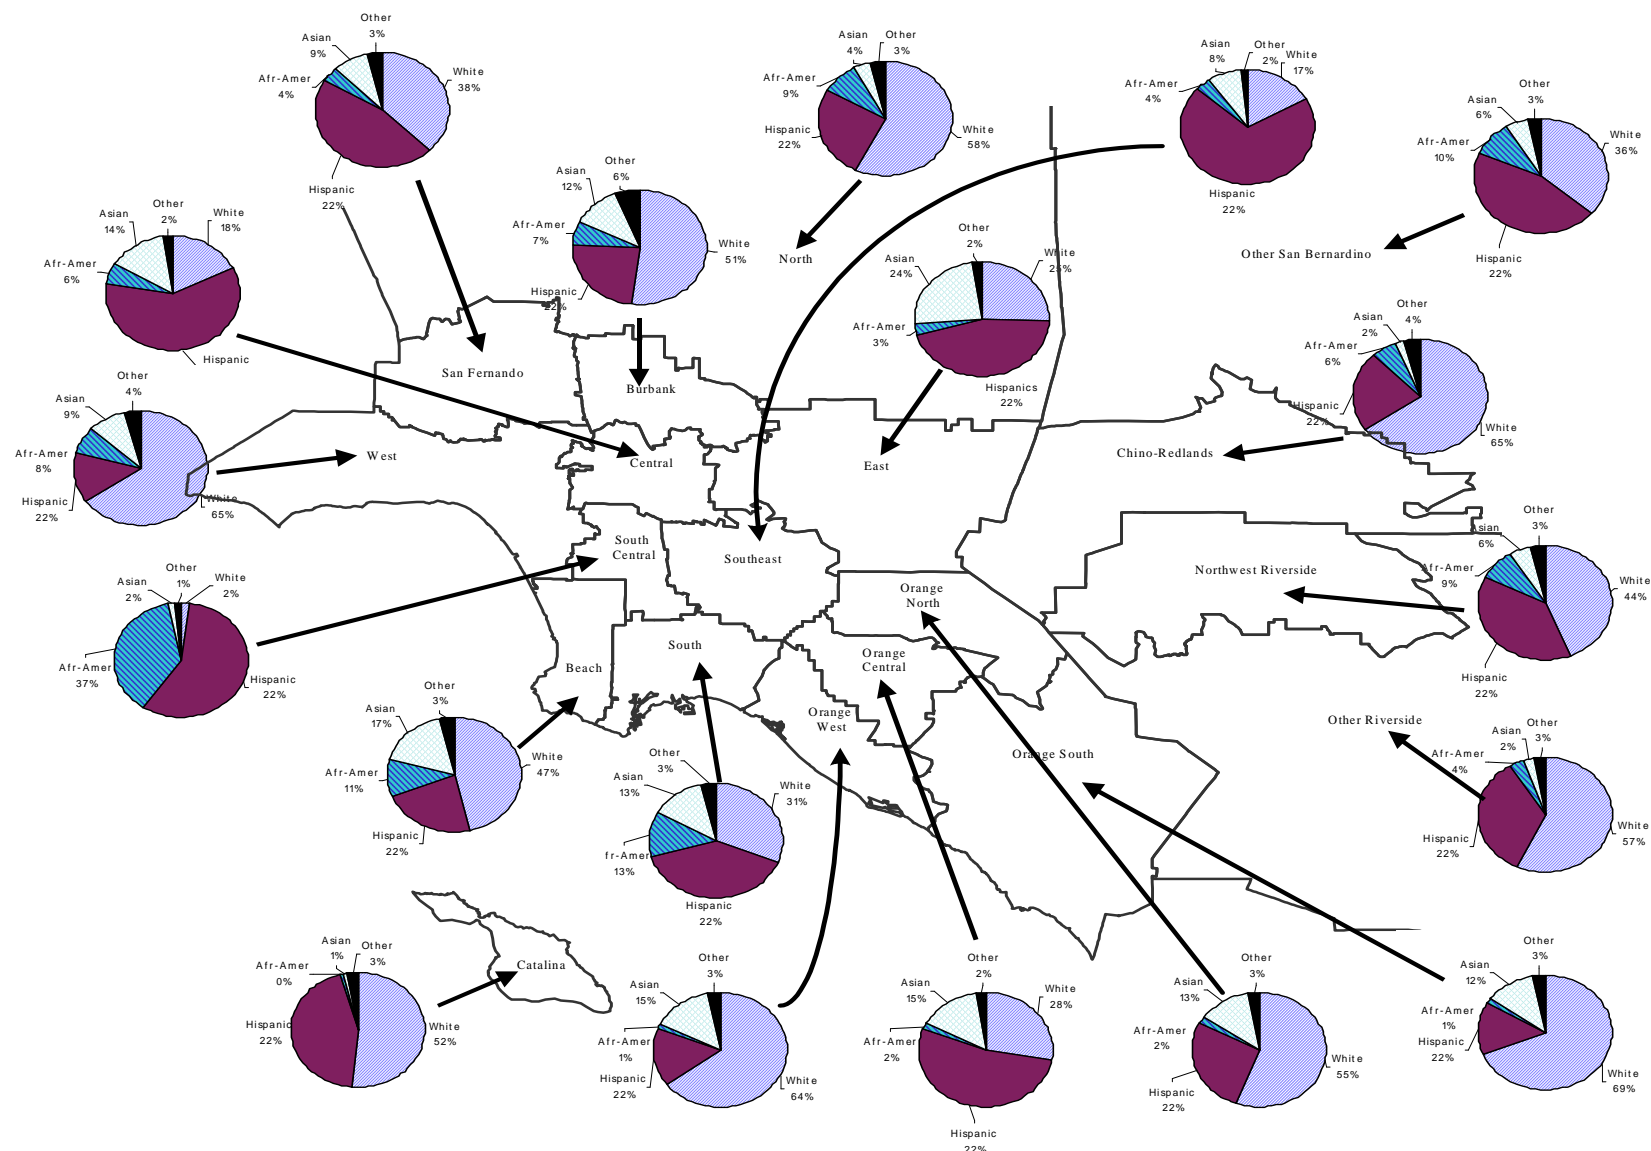 Other
3%
Asian
9%
Afr-Amer
4%
White
38%
Hispanic
22%
Asian
4%
Other
3%
Afr-Amer
9%
Hispanic
22%
White
58%
Asian
8%
Other
2%
White
17%
Afr-Amer
4%
Hispanic
22%
Other
3%
Asian
6%
Afr-Amer
10%
White
36%
Hispanic
22%
Other
2%
Asian
14%
White
18%
Afr-Amer
6%
Hispanic
Other
6%
Asian
12%
Afr-Amer
7%
White
51%
Hispanic
22%
North
Other San Bernardino
Other
2%
Asian
24%
White
25%
Afr-Amer
3%
Hispanics
22%
Other
4%
Asian
2%
Afr-Amer
6%
Hispanic
22%
White
65%
San Fernando
Burbank
Other
4%
Asian
9%
Afr-Amer
8%
Hispanic
22%
White
65%
West
Central
East
Chino-Redlands
South
Central
Southeast
Orange
North
Northwest Riverside
Other
3%
Asian
6%
Afr-Amer
9%
White
44%
Hispanic
22%
Asian
2%
Other
1%
White
2%
Afr-Amer
37%
Hispanic
22%
Beach
South
Orange
Central
Orange
West
Orange South
Other Riverside
Other
3%
Asian
2%
Afr-Amer
4%
Hispanic
22%
White
57%
Other
3%
Asian
17%
Afr-Amer
11%
White
47%
Hispanic
22%
Other
3%
Asian
13%
White
31%
fr-Amer
13%
Hispanic
22%
Asian
1%
Other
3%
Afr-Amer
0%
Hispanic
22%
White
52%
Catalina
Other
3%
Asian
15%
Afr-Amer
1%
Hispanic
22%
White
64%
Other
2%
Asian
15%
White
28%
Afr-Amer
2%
Hispanic
22%
Other
3%
Asian
13%
Afr-Amer
2%
Hispanic
22%
White
55%
Other
3%
Asian
12%
Afr-Amer
1%
Hispanic
22%
White
69%